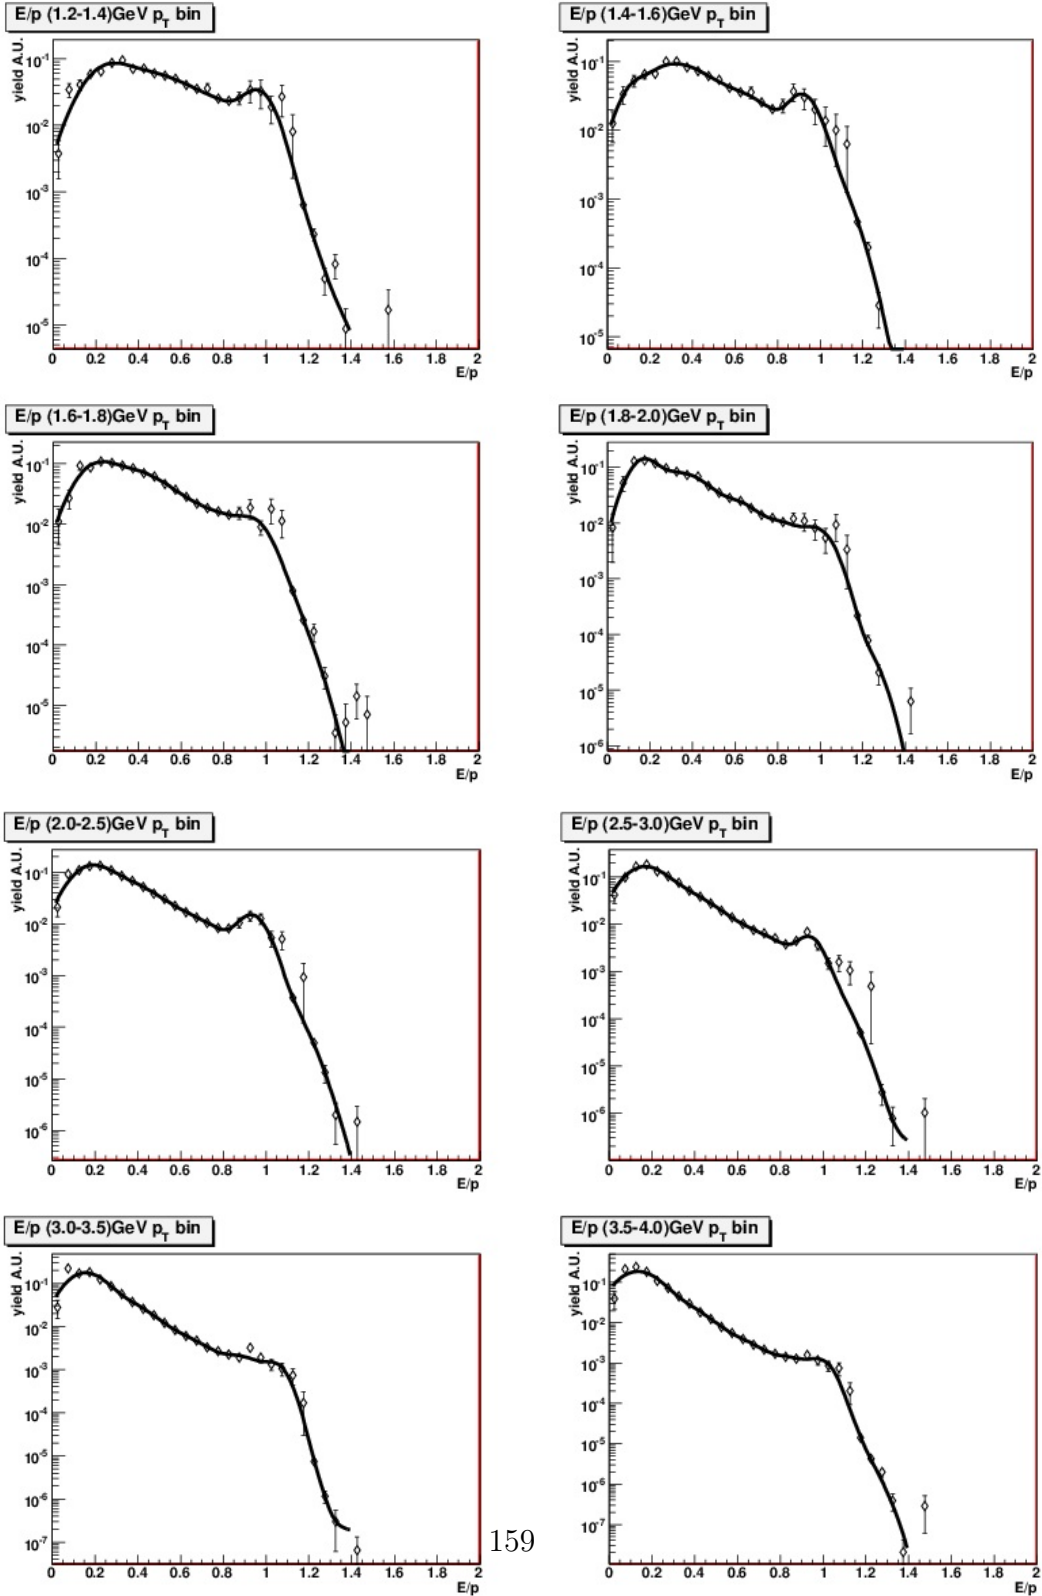 E/p (1.2-1.4)GeV p_T bin
yield A.U.
10^-1
10^-2
10^-3
10^-4
10^-5
0 0.2 0.4 0.6 0.8 1 1.2 1.4 1.6 1.8 2
E/p
E/p (1.4-1.6)GeV p_T bin
yield A.U.
10^-1
10^-2
10^-3
10^-4
10^-5
0 0.2 0.4 0.6 0.8 1 1.2 1.4 1.6 1.8 2
E/p
E/p (1.6-1.8)GeV p_T bin
yield A.U.
10^-1
10^-2
10^-3
10^-4
10^-5
0 0.2 0.4 0.6 0.8 1 1.2 1.4 1.6 1.8 2
E/p
E/p (1.8-2.0)GeV p_T bin
yield A.U.
10^-1
10^-2
10^-3
10^-4
10^-5
10^-6
0 0.2 0.4 0.6 0.8 1 1.2 1.4 1.6 1.8 2
E/p
E/p (2.0-2.5)GeV p_T bin
yield A.U.
10^-1
10^-2
10^-3
10^-4
10^-5
10^-6
0 0.2 0.4 0.6 0.8 1 1.2 1.4 1.6 1.8 2
E/p
E/p (2.5-3.0)GeV p_T bin
yield A.U.
10^-1
10^-2
10^-3
10^-4
10^-5
10^-6
0 0.2 0.4 0.6 0.8 1 1.2 1.4 1.6 1.8 2
E/p
E/p (3.0-3.5)GeV p_T bin
yield A.U.
10^-1
10^-2
10^-3
10^-4
10^-5
10^-6
10^-7
0 0.2 0.4 0.6 0.8 1 1.2 1.4 1.6 1.8 2
E/p
E/p (3.5-4.0)GeV p_T bin
yield A.U.
10^-1
10^-2
10^-3
10^-4
10^-5
10^-6
10^-7
0 0.2 0.4 0.6 0.8 1 1.2 1.4 1.6 1.8 2
E/p
159